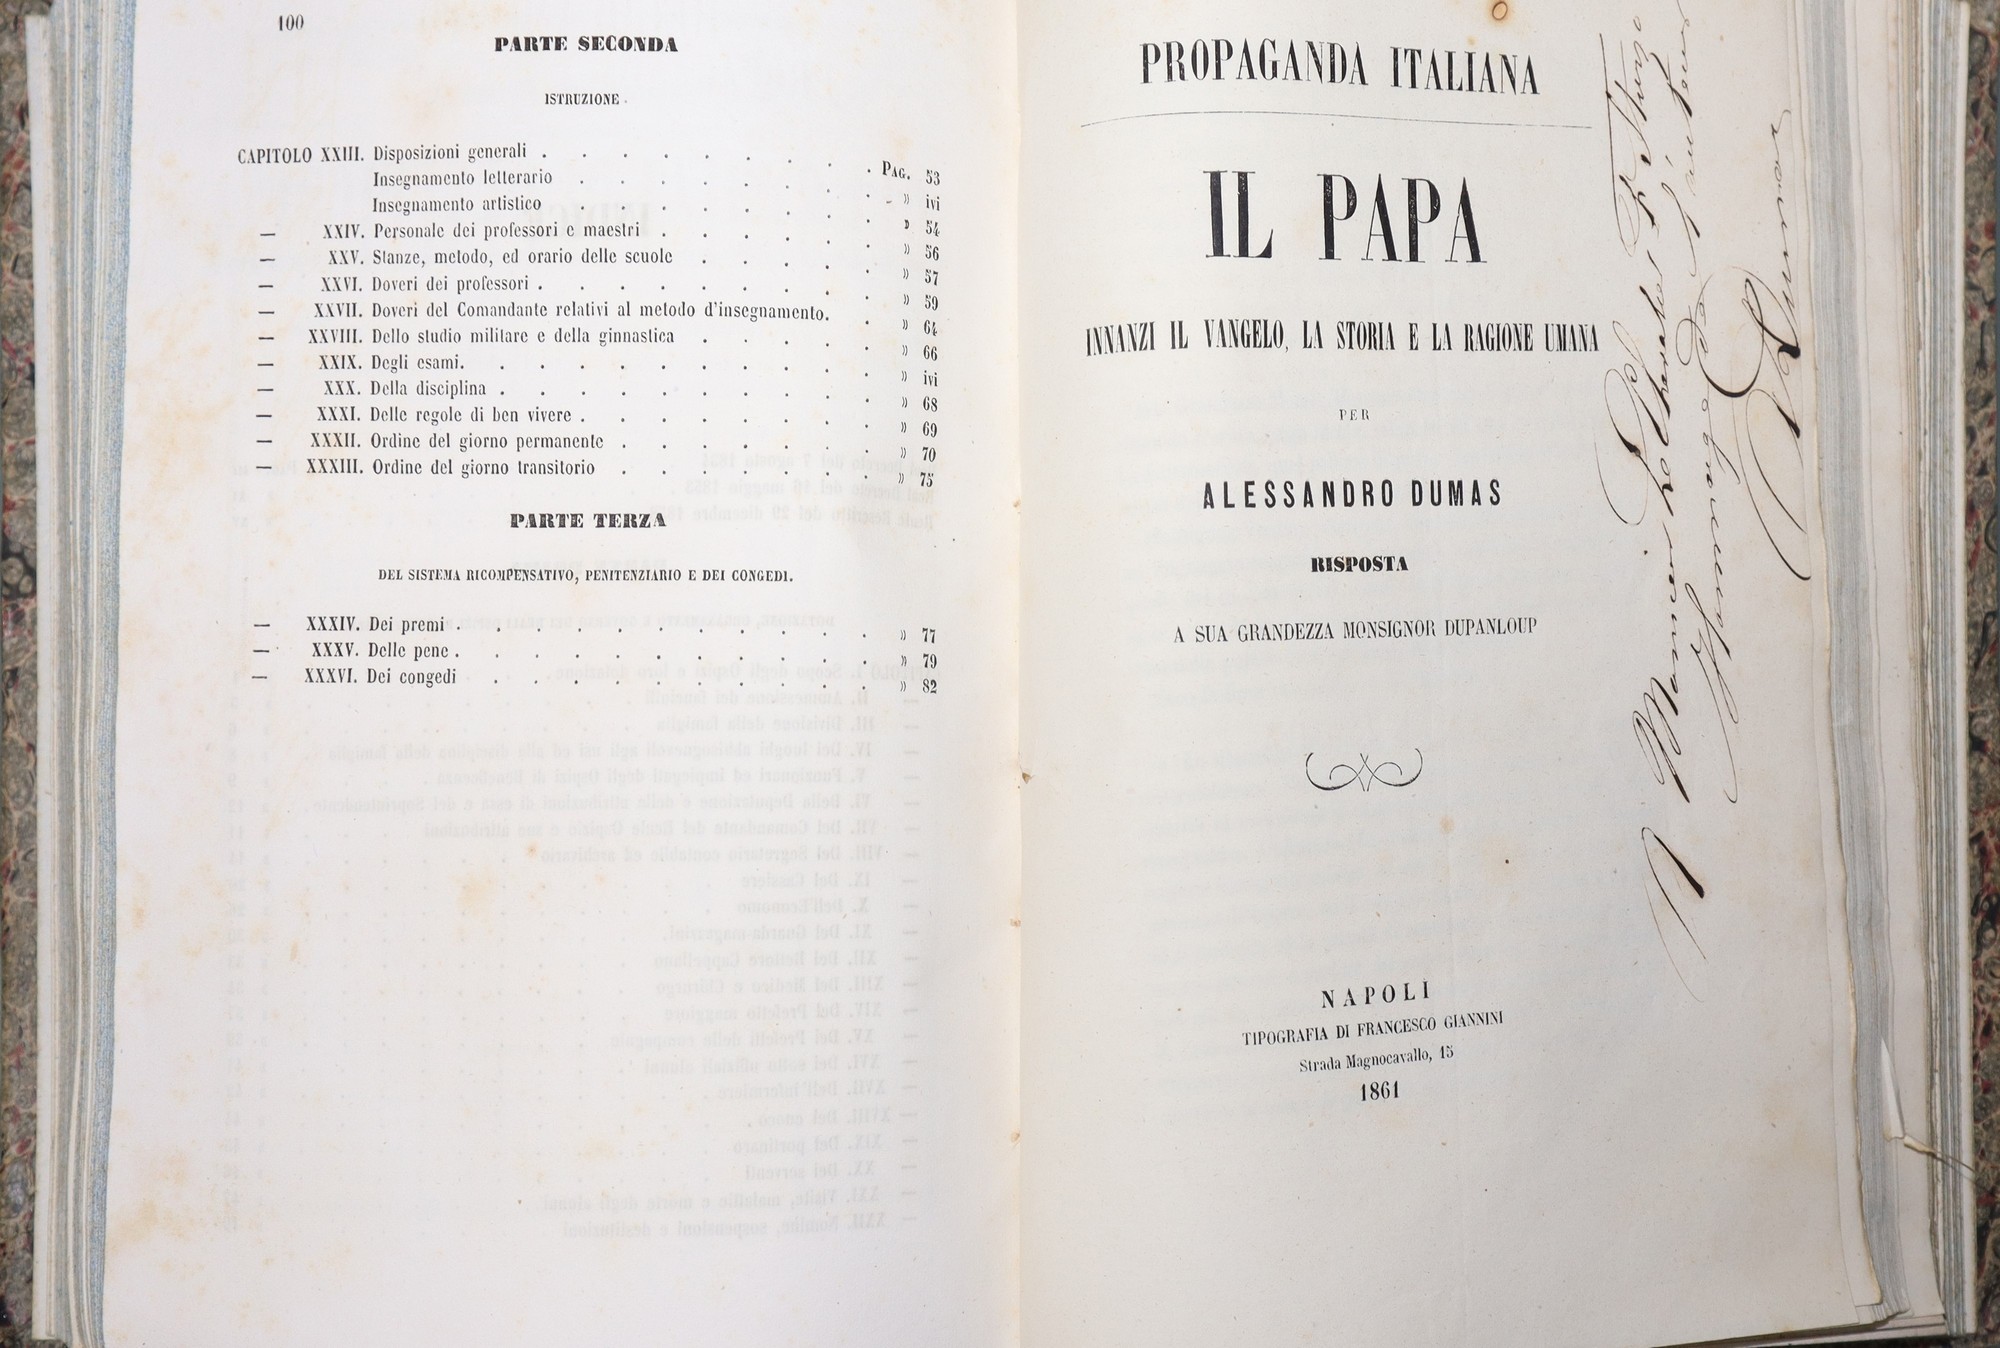 100
PARTE SECONDA
ISTRUZIONE.
CAPITOLO XXIII. Disposizioni generali . . . . . . . . . Pag. 53
Insegnamento letterario . . . . . . . . » ivi
Insegnamento artistico . . . . . . . . » 54
— XXIV. Personale dei professori e maestri . . . . . . » 56
— XXV. Stanze, metodo, ed orario delle scuole . . . . . » 57
— XXVI. Doveri dei professori . . . . . . . . . » 59
— XXVII. Doveri del Comandante relativi al metodo d'insegnamento. . » 64
— XXVIII. Dello studio militare e della ginnastica . . . . . » 66
— XXIX. Degli esami. . . . . . . . . . . » ivi
— XXX. Della disciplina . . . . . . . . . . » 68
— XXXI. Delle regole di ben vivere . . . . . . . . » 69
— XXXII. Ordine del giorno permanente . . . . . . . » 70
— XXXIII. Ordine del giorno transitorio . . . . . . . » 75
PARTE TERZA
DEL SISTEMA RICOMPENSATIVO, PENITENZIARIO E DEI CONGEDI.
— XXXIV. Dei premi . . . . . . . . . . . » 77
— XXXV. Delle pene . . . . . . . . . . . » 79
— XXXVI. Dei congedi . . . . . . . . . . » 82
PROPAGANDA ITALIANA
IL PAPA
INNANZI IL VANGELO, LA STORIA E LA RAGIONE UMANA
PER
ALESSANDRO DUMAS
RISPOSTA
A SUA GRANDEZZA MONSIGNOR DUPANLOUP
NAPOLI
TIPOGRAFIA DI FRANCESCO GIANNINI
Strada Magnocavallo, 15
1861
Hommage de l'auteur
Dumas